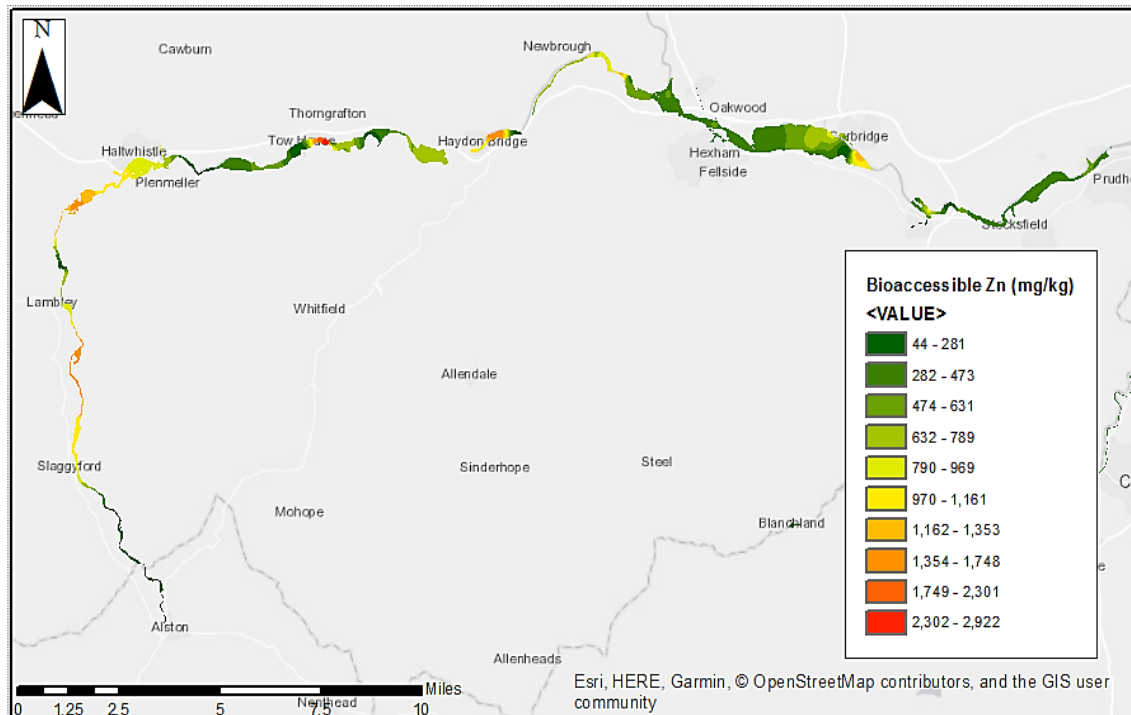 N
Cawburn
Newbrough
Thorngrafton
Oakwood
Haltwhistle
Haydon Bridge
Hexham
Plenmeller
Fellside
Stocksfield
Lambley
Whitfield
Allendale
Slaggyford
Sinderhope
Steel
Mohope
Blanchland
Alston
Allenheads
Nenthead
Bioaccessible Zn (mg/kg)
<VALUE>
44 - 281
282 - 473
474 - 631
632 - 789
790 - 969
970 - 1,161
1,162 - 1,353
1,354 - 1,748
1,749 - 2,301
2,302 - 2,922
C
e
Miles
0 1.25 2.5 5 7.5 10
Esri, HERE, Garmin, © OpenStreetMap contributors, and the GIS user
community